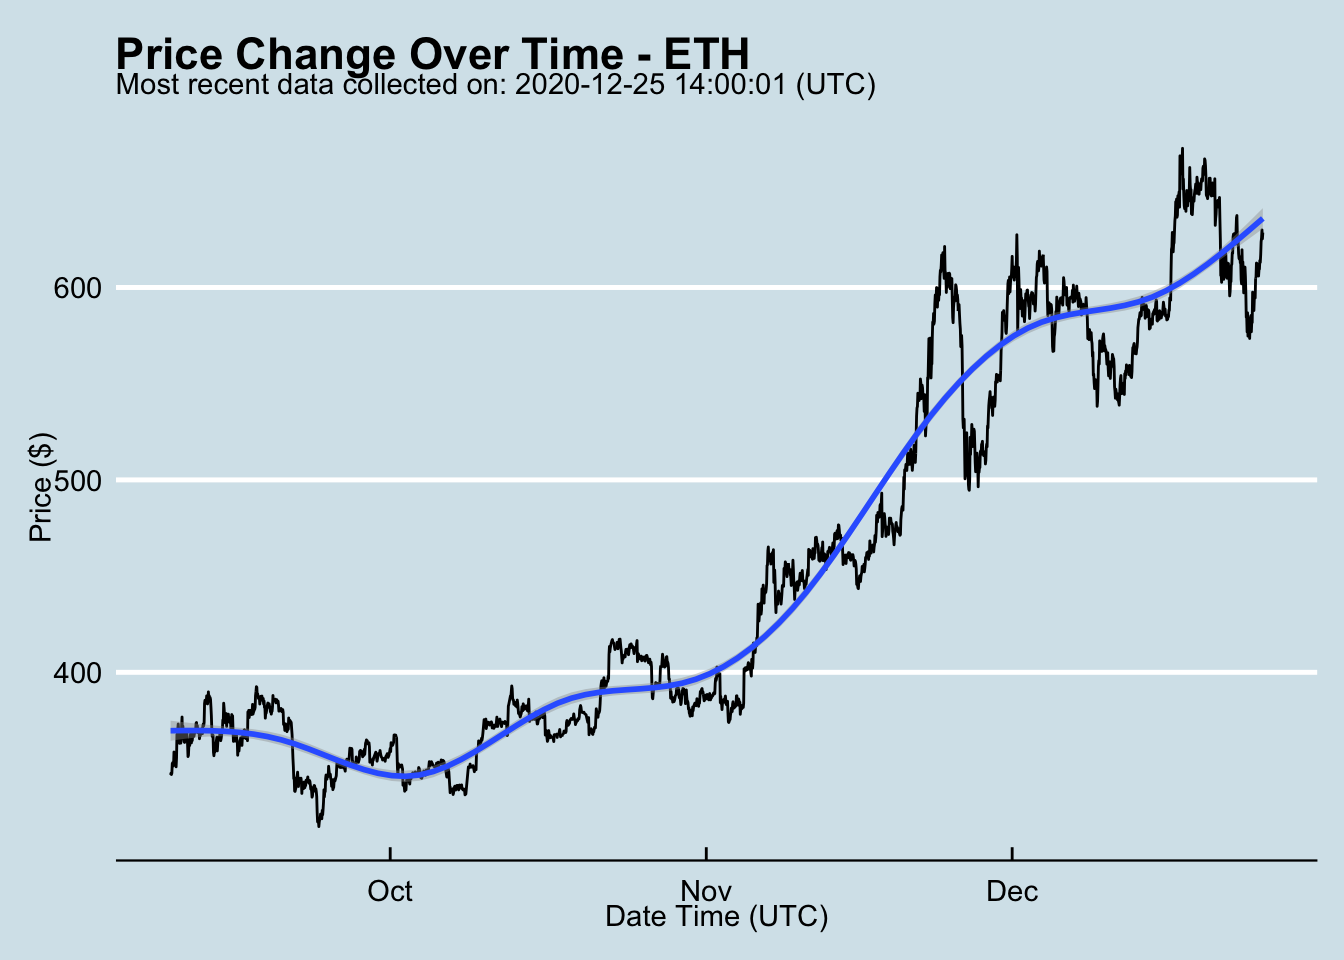 Price Change Over Time - ETH
Most recent data collected on: 2020-12-25 14:00:01 (UTC)
Price ($)
600
500
400
Oct
Nov
Dec
Date Time (UTC)